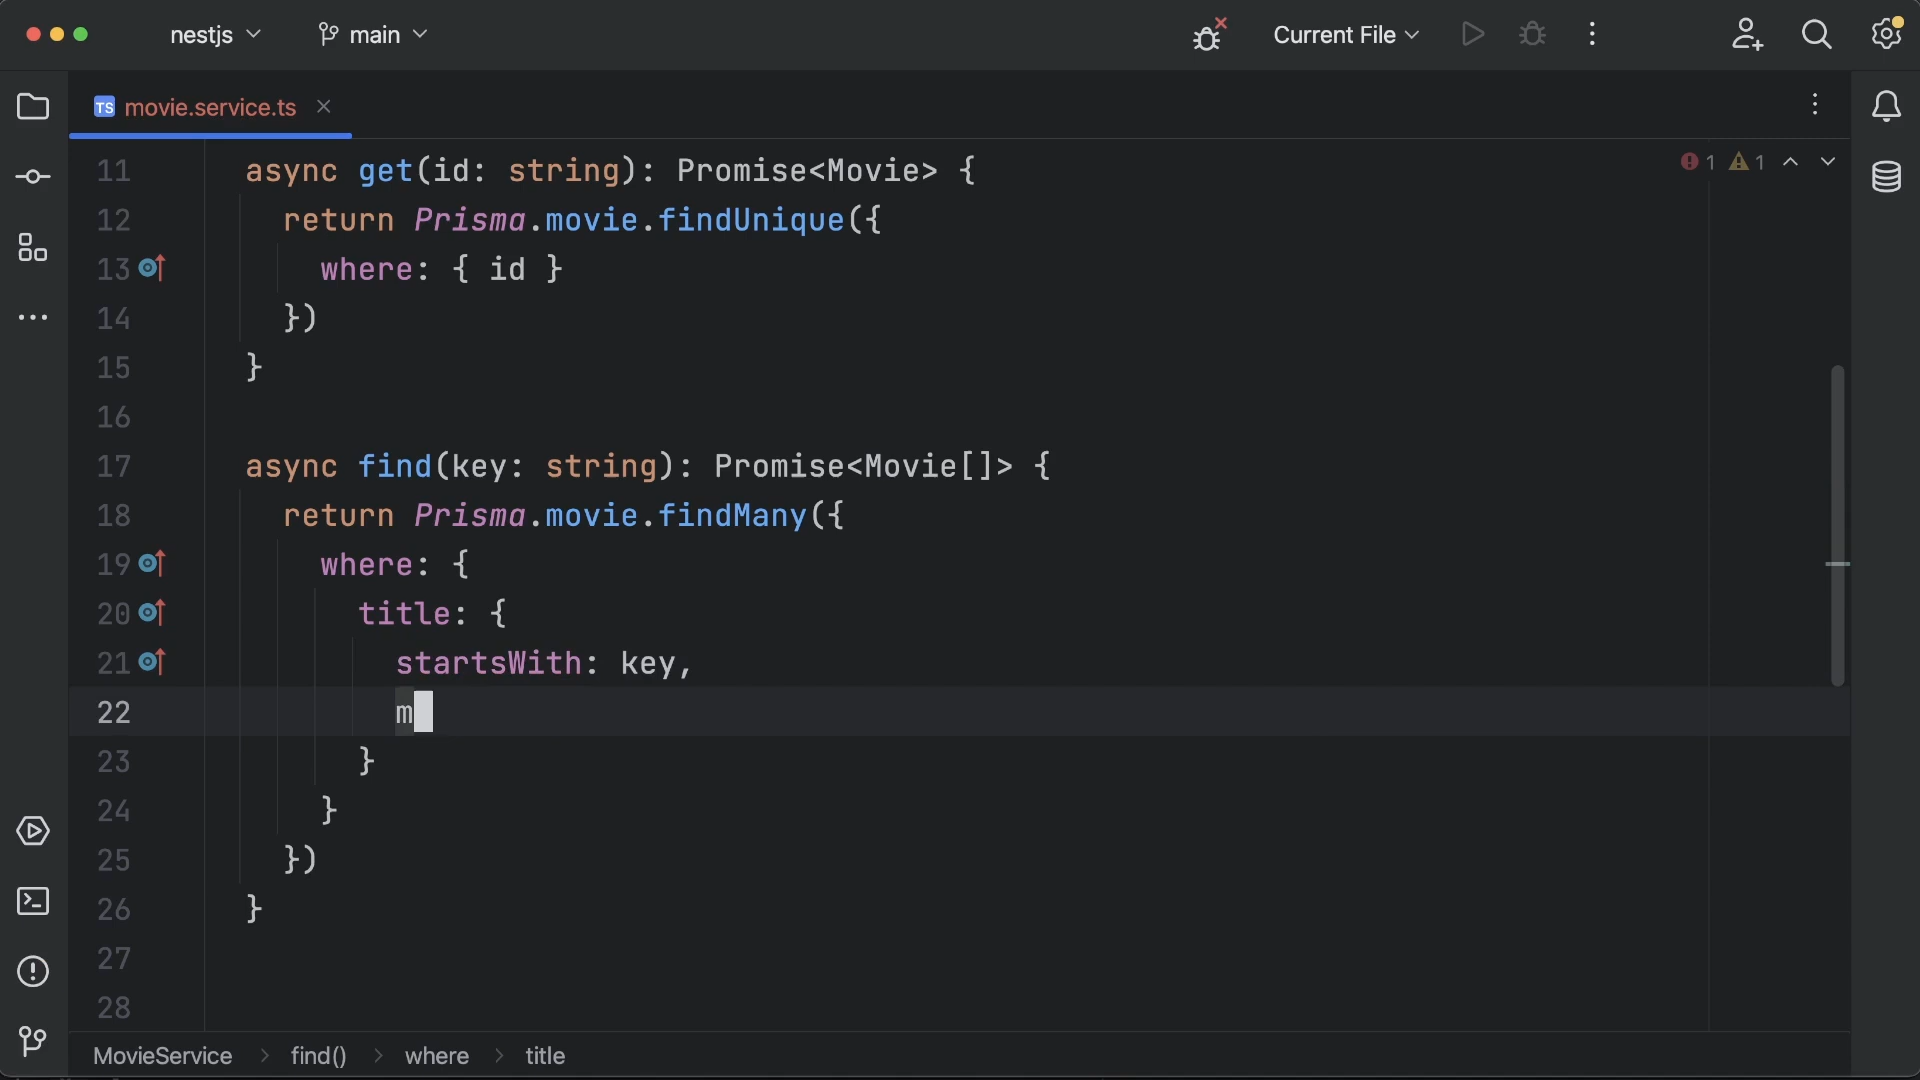 nestjs main Current File
TS movie.service.ts
11 async get(id: string): Promise<Movie> { 1 1
12 return Prisma.movie.findUnique({
13 where: { id }
14 })
15 }
16
17 async find(key: string): Promise<Movie[]> {
18 return Prisma.movie.findMany({
19 where: {
20 title: {
21 startsWith: key,
22 m
23 }
24 }
25 })
26 }
27
28
MovieService find() where title